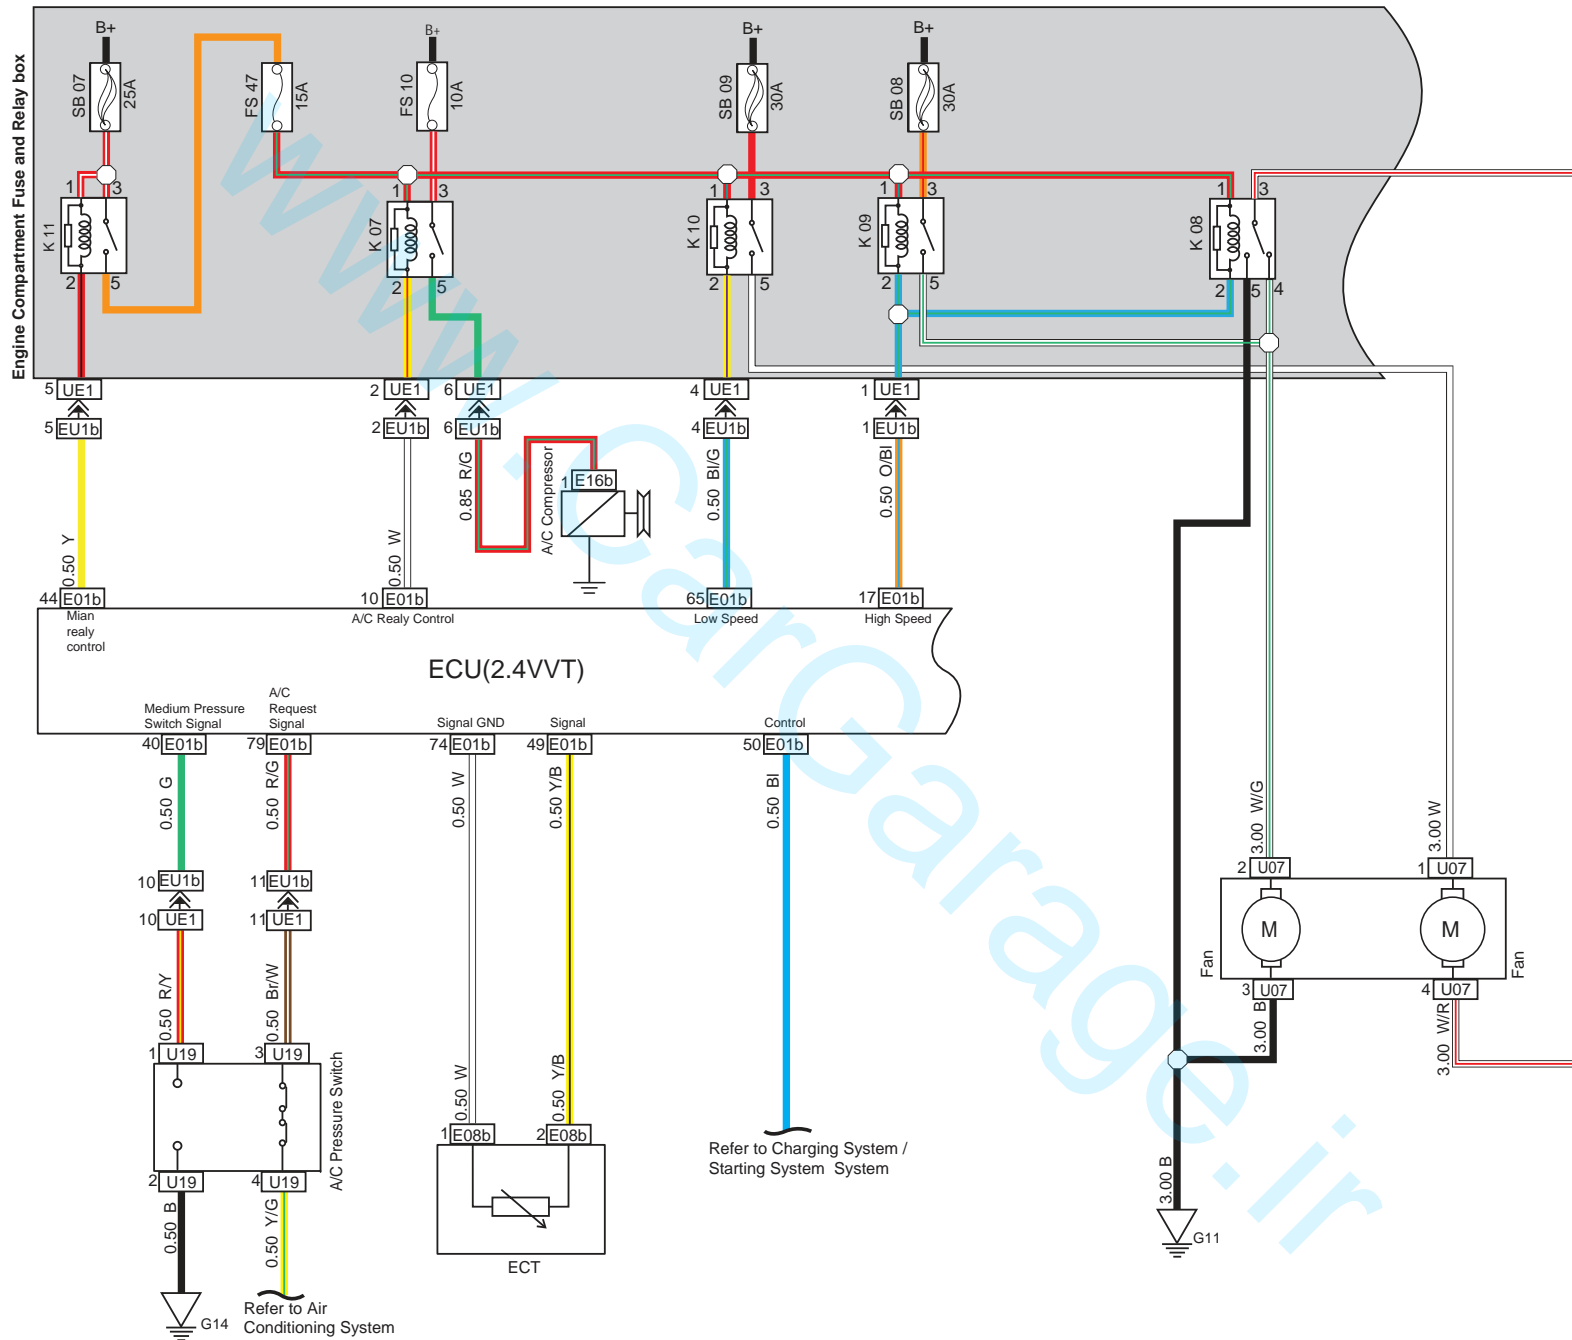 Engine Compartment Fuse and Relay box
B+
B+
B+
B+
SB 07
25A
FS 47
15A
FS 10
10A
SB 09
30A
SB 08
30A
1
3
1
3
1
3
1
3
1
3
K 11
K 07
K 10
K 09
K 08
2
5
2
5
2
5
2
5
2
5
4
5 UE1
2 UE1
6 UE1
4 UE1
1 UE1
5 EU1b
2 EU1b
6 EU1b
4 EU1b
1 EU1b
0.50 Y
0.50 W
0.85 R/G
A/C Compressor
1 E16b
0.50 Bl/G
0.50 O/Bl
44 E01b
10 E01b
65 E01b
17 E01b
Mian
realy
control
A/C Realy Control
Low Speed
High Speed
ECU(2.4VVT)
Medium Pressure
Switch Signal
A/C
Request
Signal
Signal GND
Signal
Control
40 E01b
79 E01b
74 E01b
49 E01b
50 E01b
0.50 G
0.50 R/G
0.50 W
0.50 Y/B
0.50 Bl
3.00 W/G
3.00 W
10 EU1b
11 EU1b
10 UE1
11 UE1
2 U07
1 U07
M
M
Fan
Fan
3 U07
4 U07
0.50 R/Y
0.50 Br/W
0.50 W
0.50 Y/B
3.00 B
3.00 W/R
1 U19
3 U19
A/C Pressure Switch
2 U19
4 U19
1 E08b
2 E08b
ECT
Refer to Charging System /
Starting System System
0.50 B
0.50 Y/G
3.00 B
G11
G14
Refer to Air
Conditioning System
www.CarGarage.ir